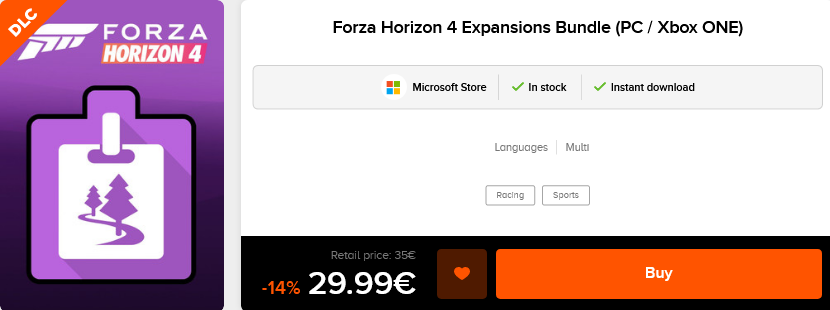 DLC
FORZA
HORIZON 4
Forza Horizon 4 Expansions Bundle (PC / Xbox ONE)
Microsoft Store
In stock
Instant download
Languages
Multi
Racing
Sports
Retail price: 35€
-14% 29.99€
Buy